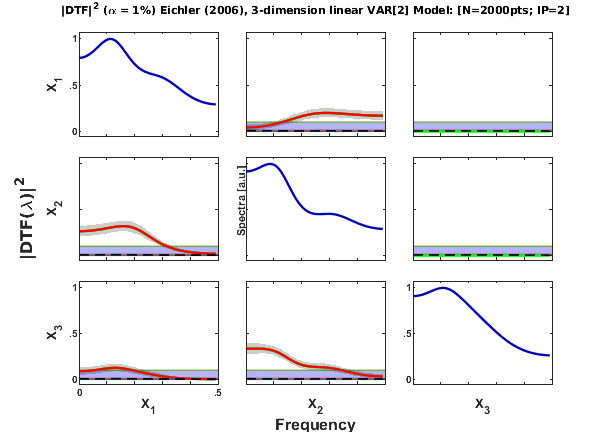 |DTF|² (α = 1%) Eichler (2006), 3-dimension linear VAR[2] Model: [N=2000pts; IP=2]
X₁
1
.5
0
|DTF(λ)|²
X₂
Spectra [a.u.]
X₃
1
.5
0
1
.5
0
0
.5
X₁
X₂
X₃
Frequency